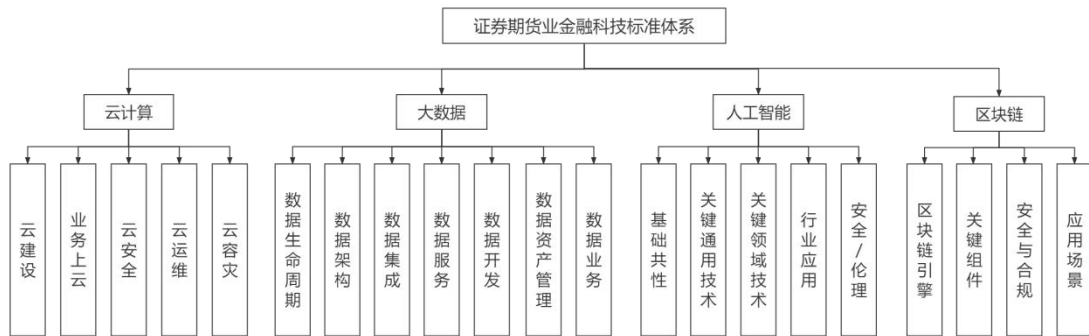 证券期货业金融科技标准体系
云计算
大数据
人工智能
区块链
云建设
业务上云
云安全
云运维
云容灾
数据生命周期
数据架构
数据集成
数据服务
数据开发
数据资产管理
数据业务
基础共性
关键通用技术
关键领域技术
行业应用
安全/伦理
区块链引擎
关键组件
安全与合规
应用场景